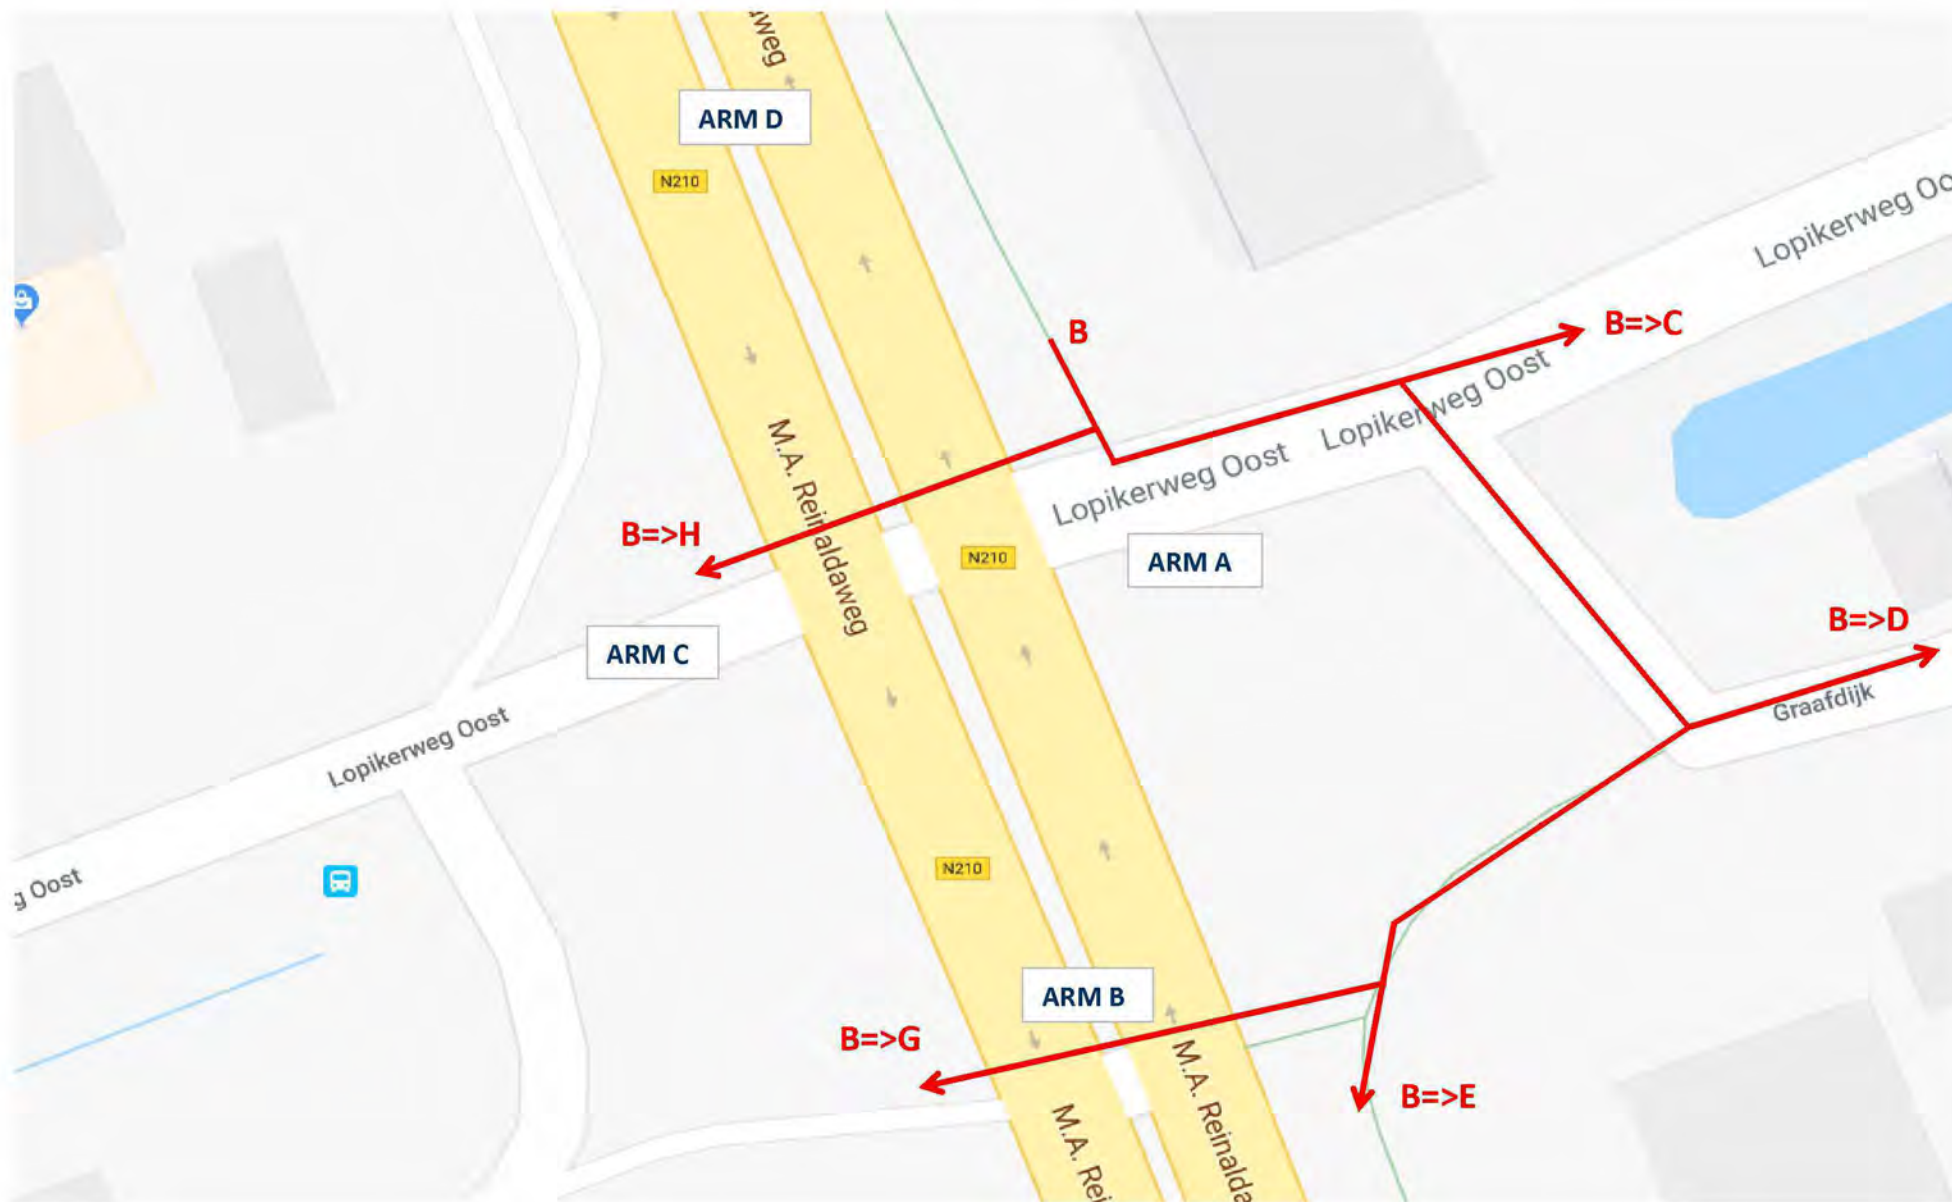 weg
ARM D
N210
Lopikerweg Oo
B
B=>C
Lopikerweg Oost
Lopikerweg Oost
M.A. Reinaldaweg
B=>H
N210
ARM A
B=>D
ARM C
Graafdijk
Lopikerweg Oost
g Oost
N210
ARM B
B=>G
M.A. Reinalda
B=>E
M.A. Rei